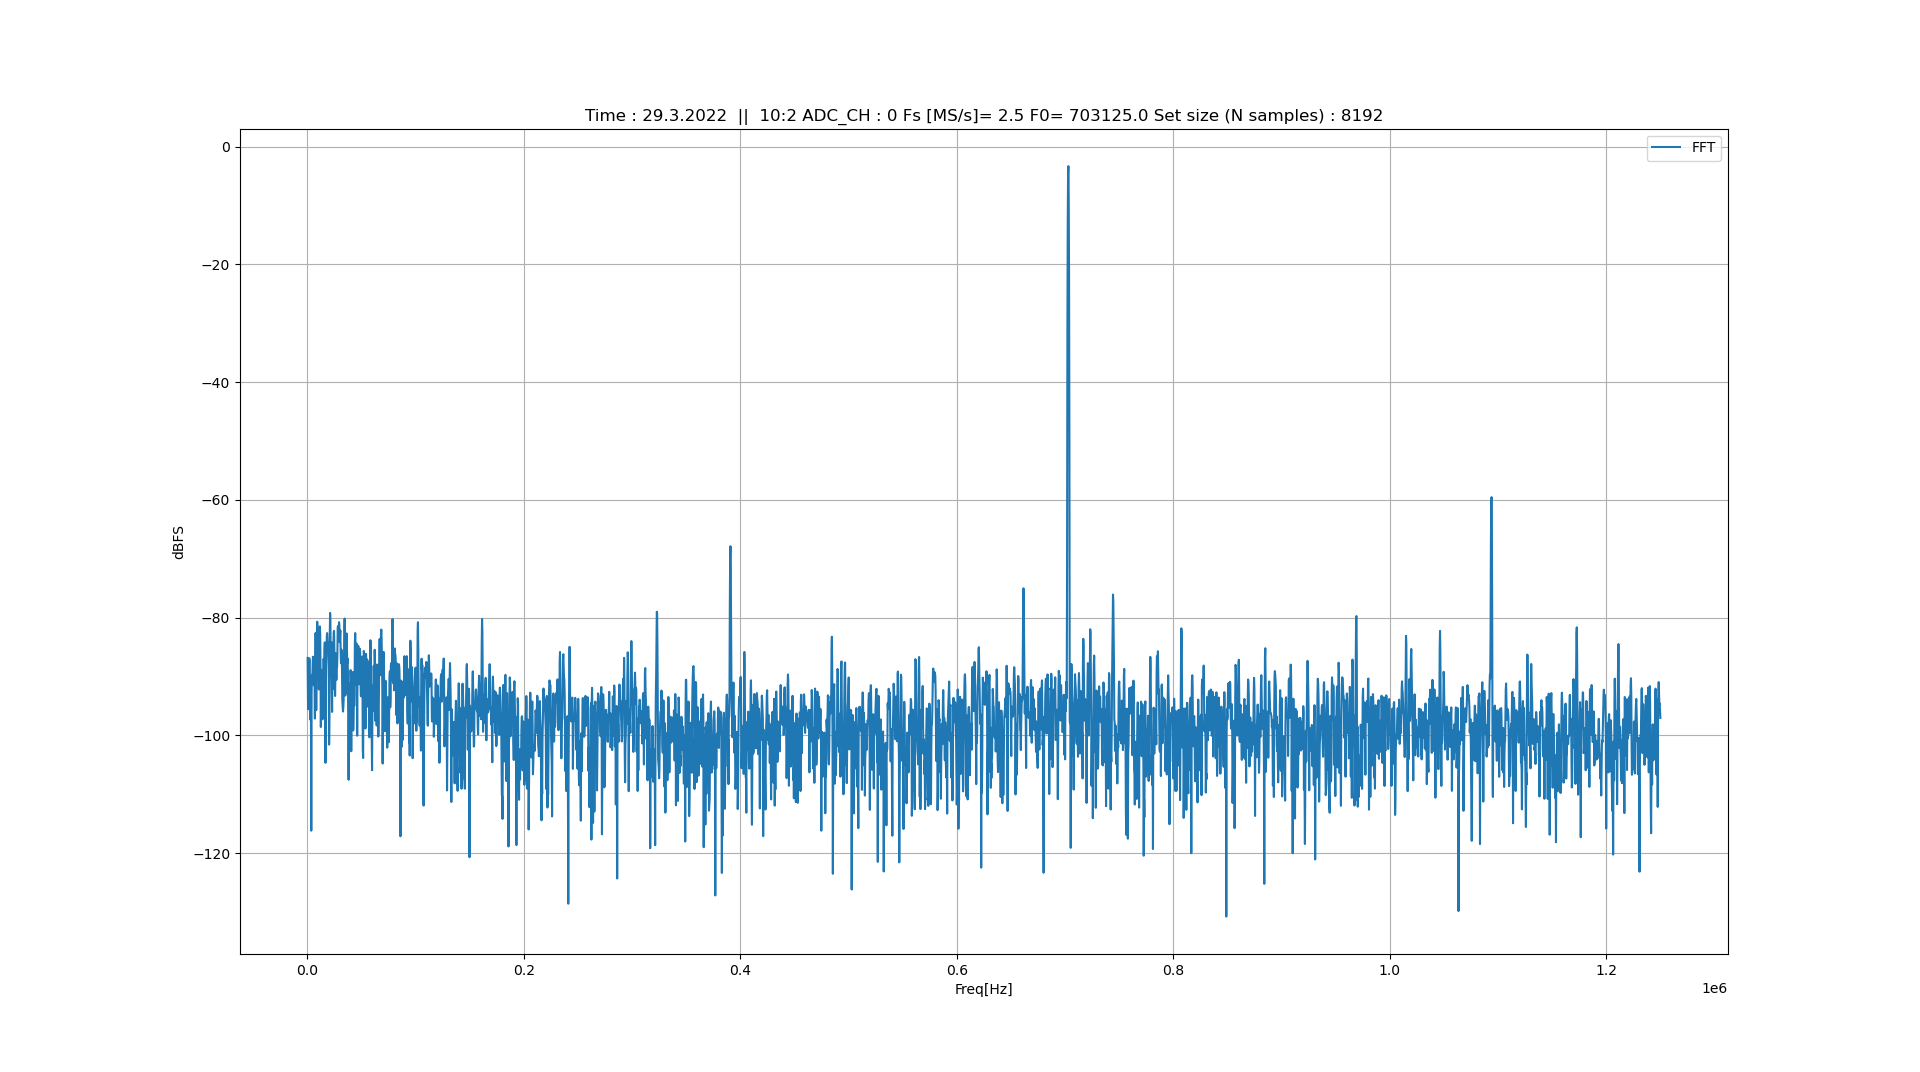 Time : 29.3.2022  ||  10:2 ADC_CH : 0 Fs [MS/s]= 2.5 F0= 703125.0 Set size (N samples) : 8192
FFT
0
−20
−40
−60
−80
−100
−120
dBFS
0.0 0.2 0.4 0.6 0.8 1.0 1.2
Freq[Hz]
1e6